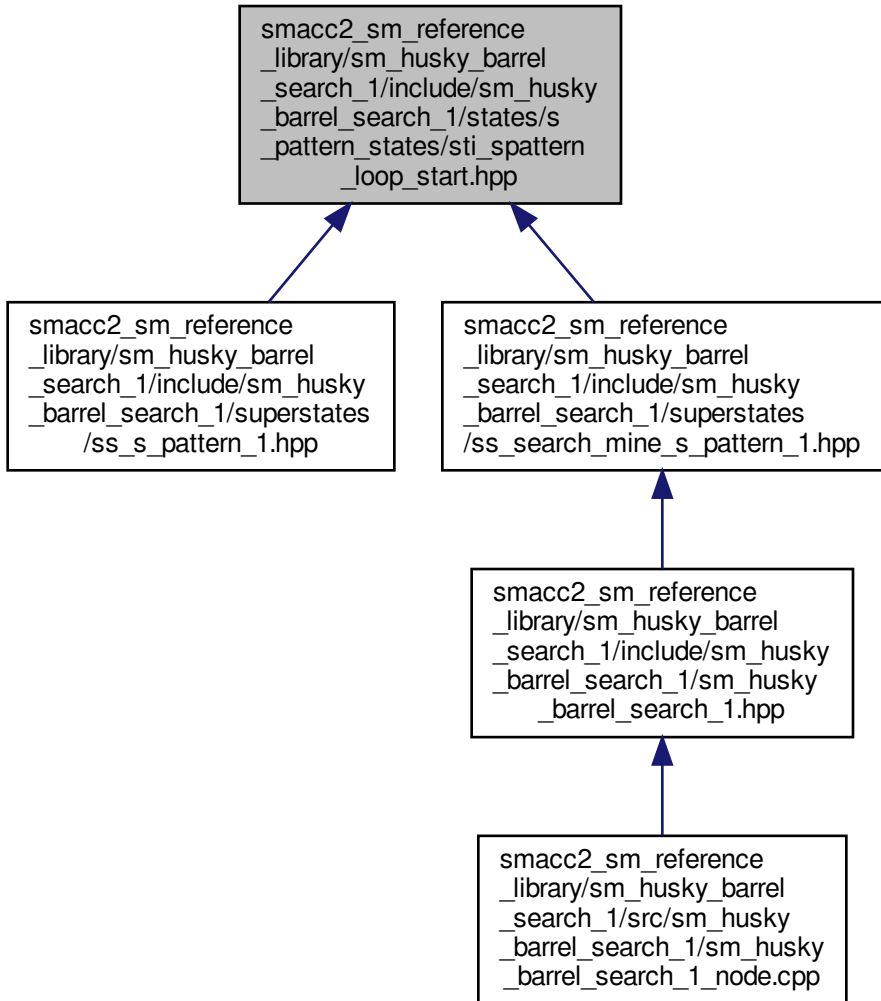 smacc2_sm_reference
_library/sm_husky_barrel
_search_1/include/sm_husky
_barrel_search_1/states/s
_pattern_states/sti_spattern
_loop_start.hpp
smacc2_sm_reference
_library/sm_husky_barrel
_search_1/include/sm_husky
_barrel_search_1/superstates
/ss_s_pattern_1.hpp
smacc2_sm_reference
_library/sm_husky_barrel
_search_1/include/sm_husky
_barrel_search_1/superstates
/ss_search_mine_s_pattern_1.hpp
smacc2_sm_reference
_library/sm_husky_barrel
_search_1/include/sm_husky
_barrel_search_1/sm_husky
_barrel_search_1.hpp
smacc2_sm_reference
_library/sm_husky_barrel
_search_1/src/sm_husky
_barrel_search_1/sm_husky
_barrel_search_1_node.cpp